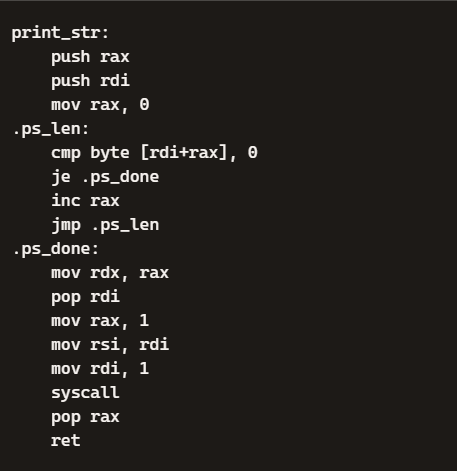 print_str:
    push rax
    push rdi
    mov rax, 0
.ps_len:
    cmp byte [rdi+rax], 0
    je .ps_done
    inc rax
    jmp .ps_len
.ps_done:
    mov rdx, rax
    pop rdi
    mov rax, 1
    mov rsi, rdi
    mov rdi, 1
    syscall
    pop rax
    ret